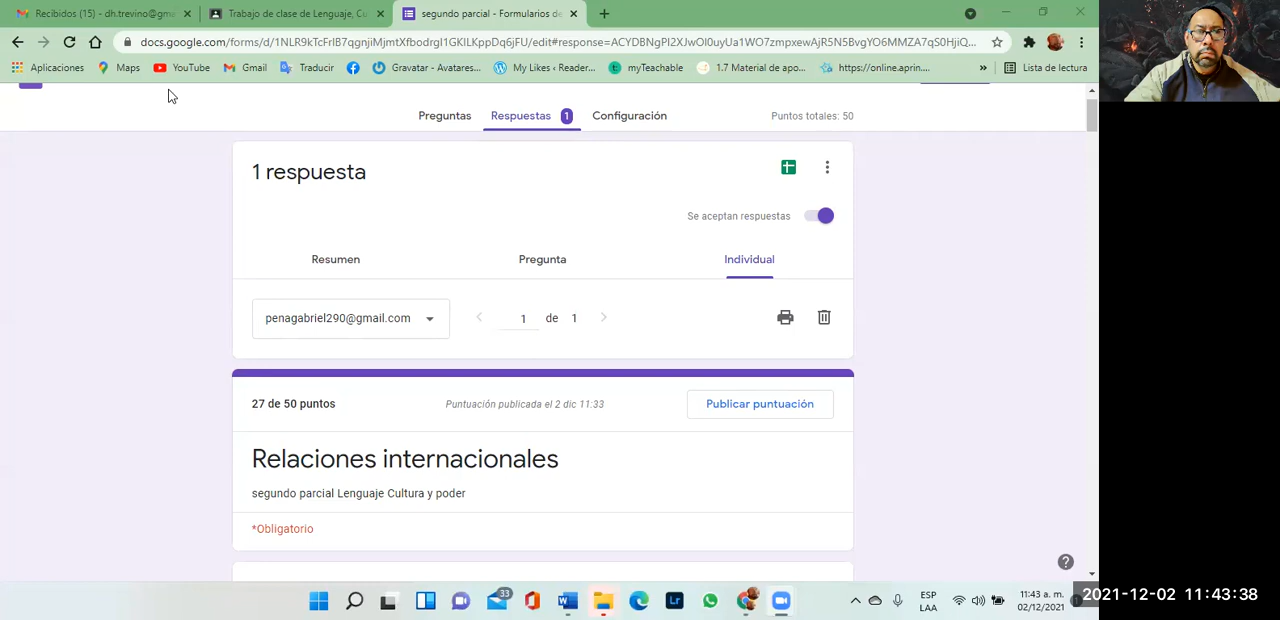 Recibidos (15) - dh.trevino@gma
Trabajo de clase de Lenguaje, Cu
segundo parcial - Formularios de
docs.google.com/forms/d/1NLR9kTcFrIB7qgnjiMjmtXfbodrgI1GKILKppDq6jFU/edit#response=ACYDBNgPI2XJwOl0uyUa1WO7zmpxewAjR5N5BvgYO6MMZA7qS0HjiQ...
Aplicaciones Maps YouTube Gmail Traducir Gravatar - Avatares... My Likes ‹ Reader... myTeachable 1.7 Material de apo... https://online.aprin.... » Lista de lectura
Preguntas Respuestas 1 Configuración Puntos totales: 50
1 respuesta
Se aceptan respuestas
Resumen Pregunta Individual
penagabriel290@gmail.com 1 de 1
27 de 50 puntos Puntuación publicada el 2 dic 11:33 Publicar puntuación
Relaciones internacionales
segundo parcial Lenguaje Cultura y poder
*Obligatorio
33
ESP
LAA
11:43 a. m.
02/12/2021
2021-12-02 11:43:38